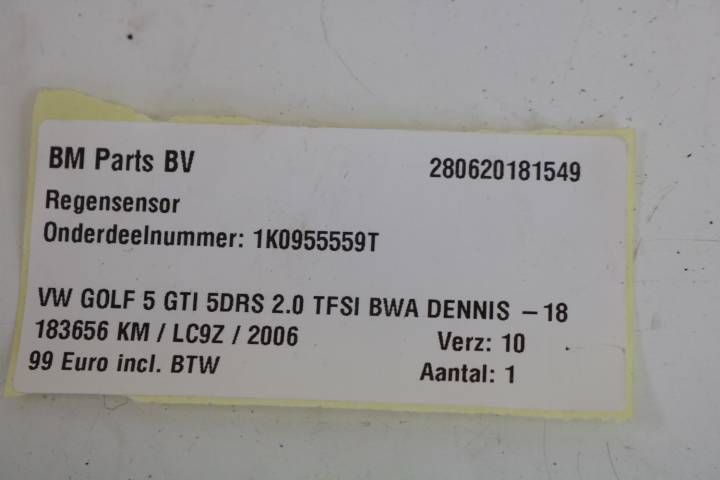 BM Parts BV 280620181549
Regensensor
Onderdeelnummer: 1K0955559T
VW GOLF 5 GTI 5DRS 2.0 TFSI BWA DENNIS – 18
183656 KM / LC9Z / 2006 Verz: 10
99 Euro incl. BTW Aantal: 1